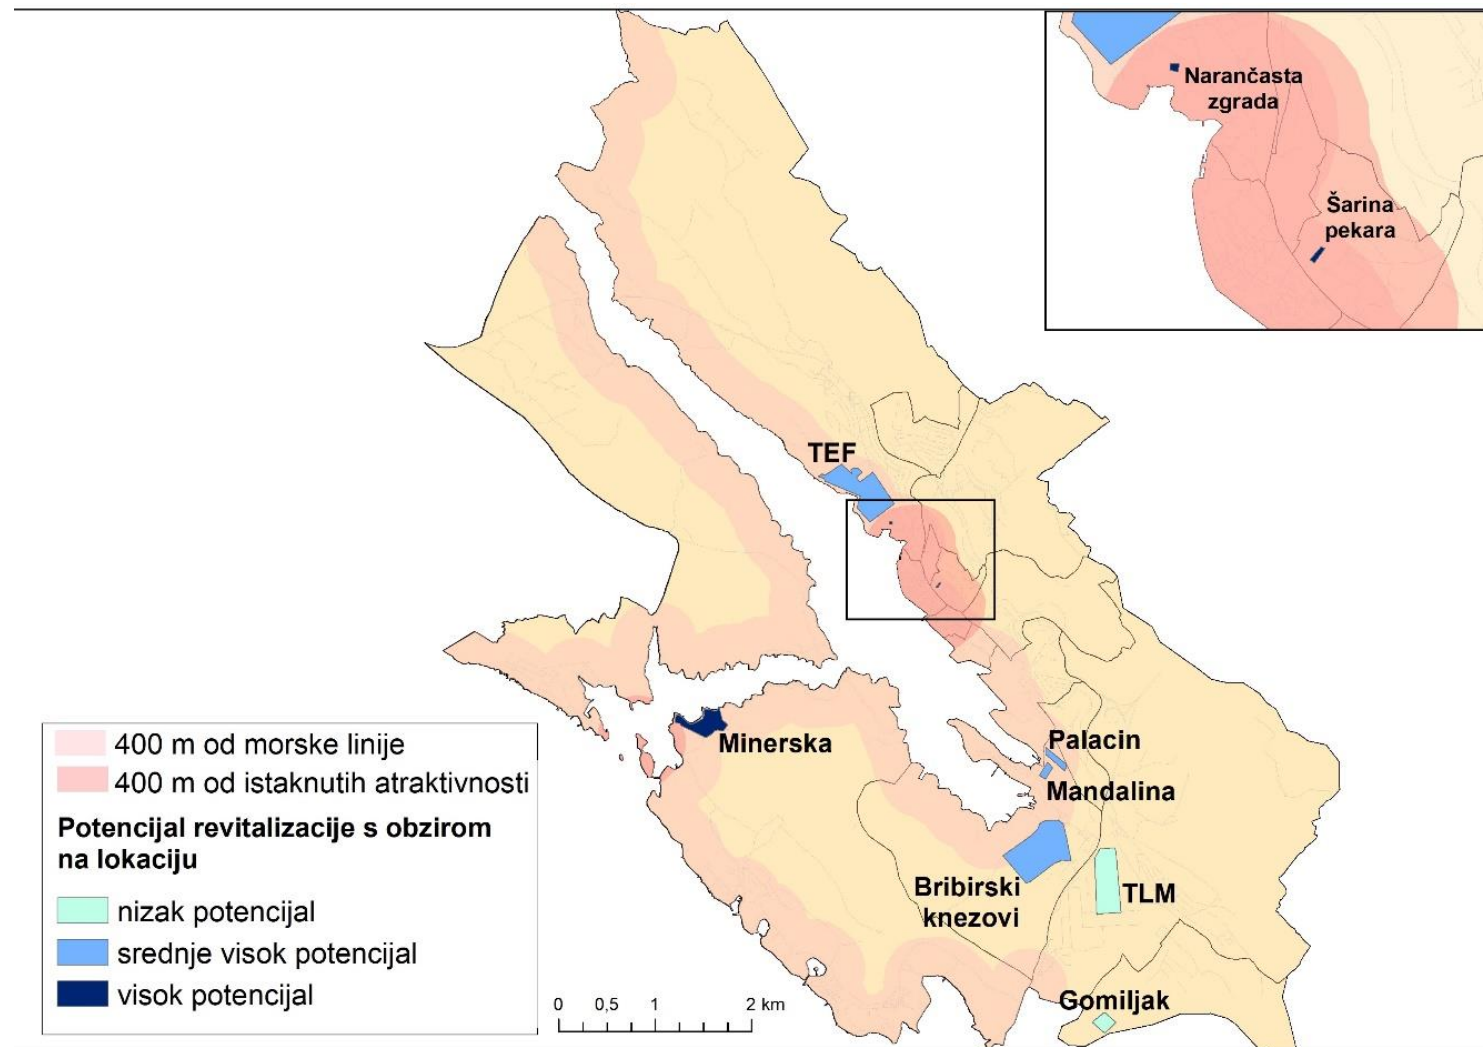 Narančasta
zgrada
Šarina
pekara
TEF
Minerska
Palacin
Mandalina
Bribirski
knezovi
TLM
Gomiljak
400 m od morske linije
400 m od istaknutih atraktivnosti
Potencijal revitalizacije s obzirom
na lokaciju
nizak potencijal
srednje visok potencijal
visok potencijal
0 0,5 1 2 km